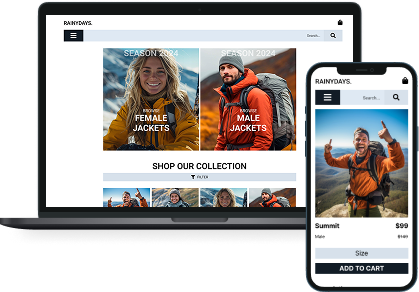 RAINYDAYS.
Search...
SEASON 2024
SEASON 2024
BROWSE
FEMALE
JACKETS
BROWSE
MALE
JACKETS
SHOP OUR COLLECTION
FILTER
RAINYDAYS.
Search...
Summit
$99
Male
Size
ADD TO CART